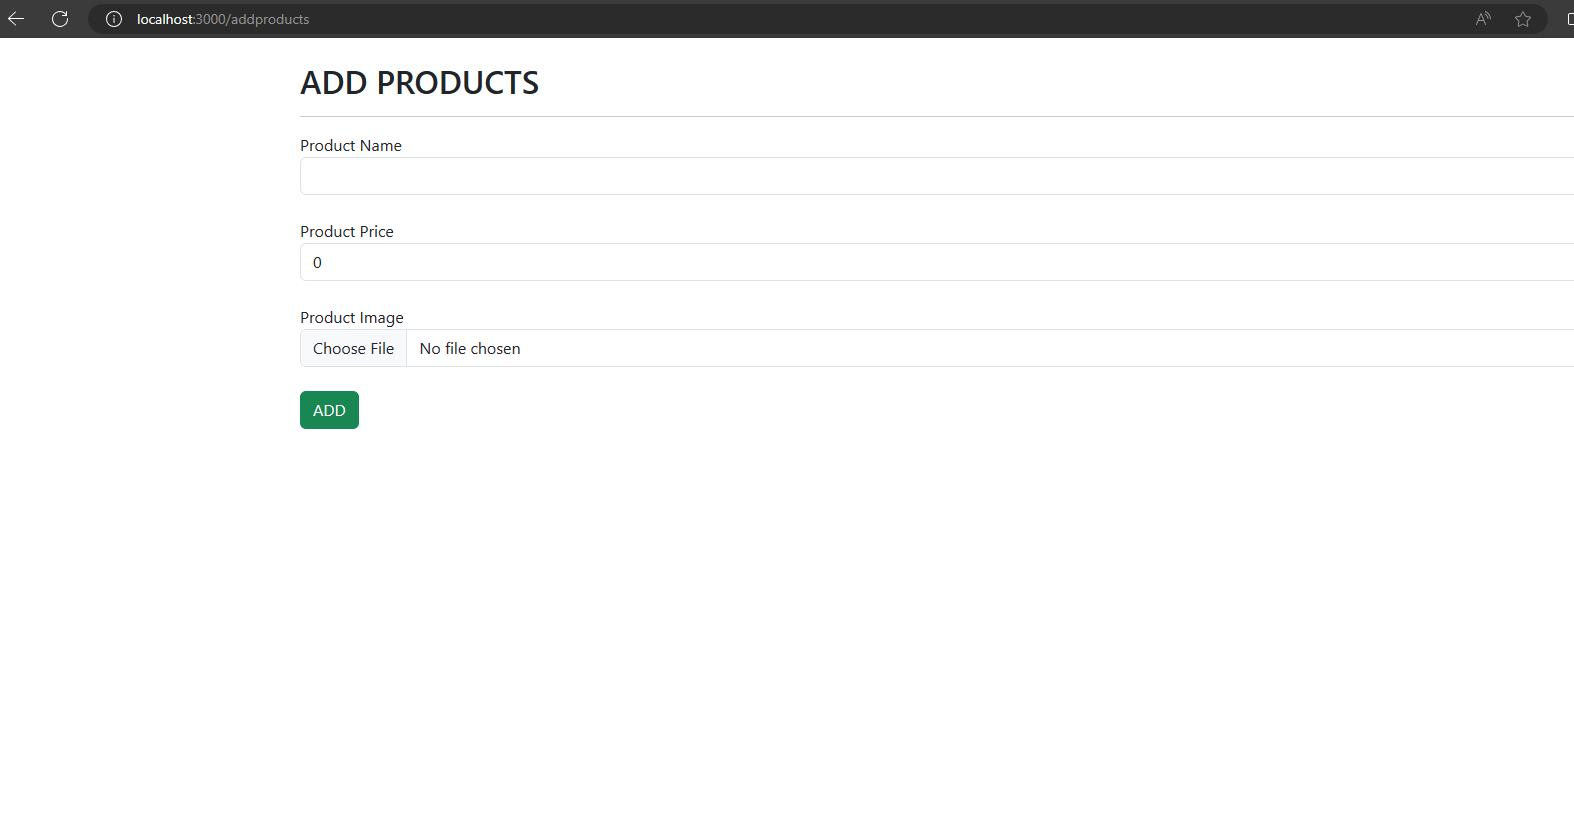 localhost:3000/addproducts
ADD PRODUCTS
Product Name
Product Price
0
Product Image
Choose File No file chosen
ADD